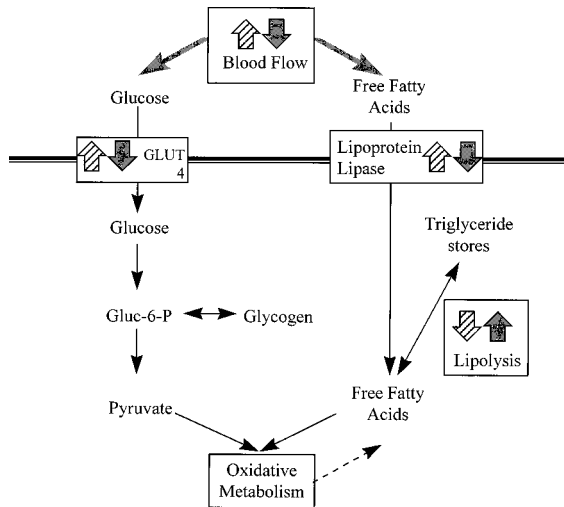 Blood Flow
Glucose
Free Fatty
Acids
GLUT
4
Lipoprotein
Lipase
Glucose
Triglyceride
stores
Gluc-6-P
Glycogen
Lipolysis
Pyruvate
Free Fatty
Acids
Oxidative
Metabolism